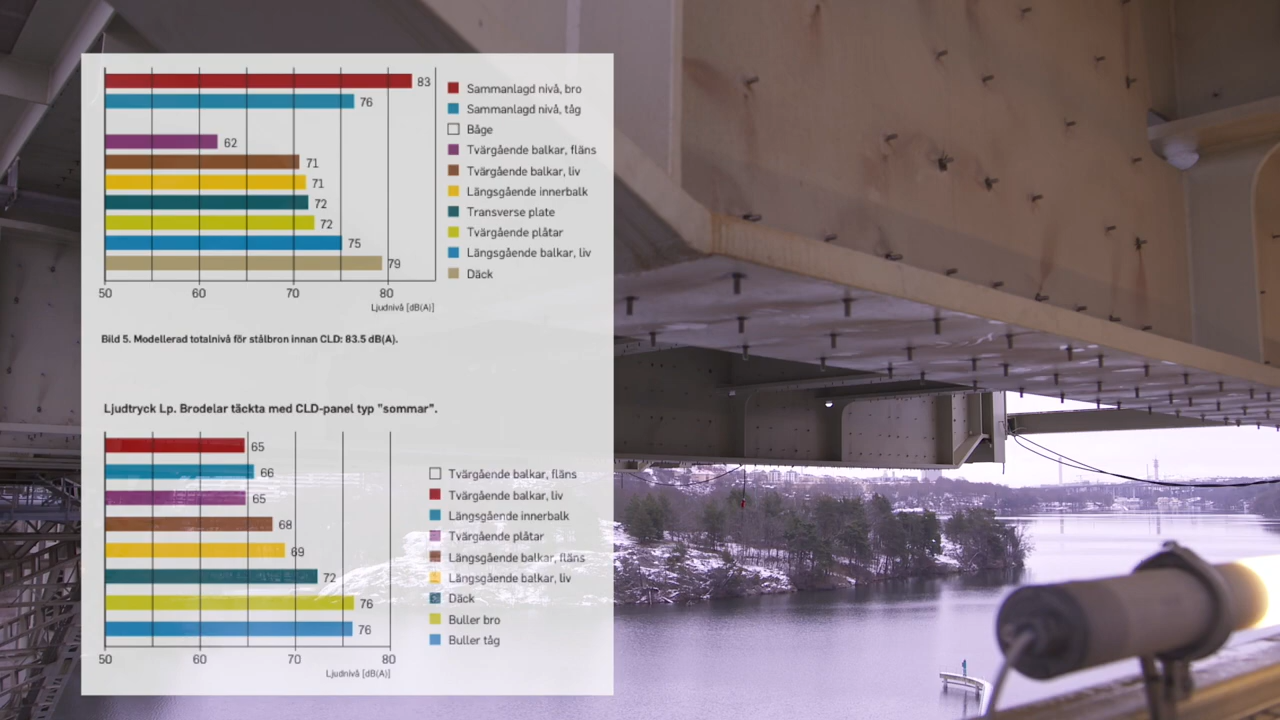 83
Sammanlagd nivå, bro
76
Sammanlagd nivå, tåg
Båge
62
Tvärgående balkar, fläns
71
Tvärgående balkar, liv
71
Längsgående innerbalk
72
Transverse plate
72
Tvärgående plåtar
75
Längsgående balkar, liv
79
Däck
50 60 70 80
Ljudnivå [dB(A)]
Bild 5. Modellerad totalnivå för stålbron innan CLD: 83.5 dB(A).
Ljudtryck Lp. Brodelar täckta med CLD-panel typ "sommar".
65
66
Tvärgående balkar, fläns
65
Tvärgående balkar, liv
68
Längsgående innerbalk
69
Tvärgående plåtar
72
Längsgående balkar, fläns
76
Längsgående balkar, liv
76
Däck
Buller bro
Buller tåg
50 60 70 80
Ljudnivå [dB(A)]